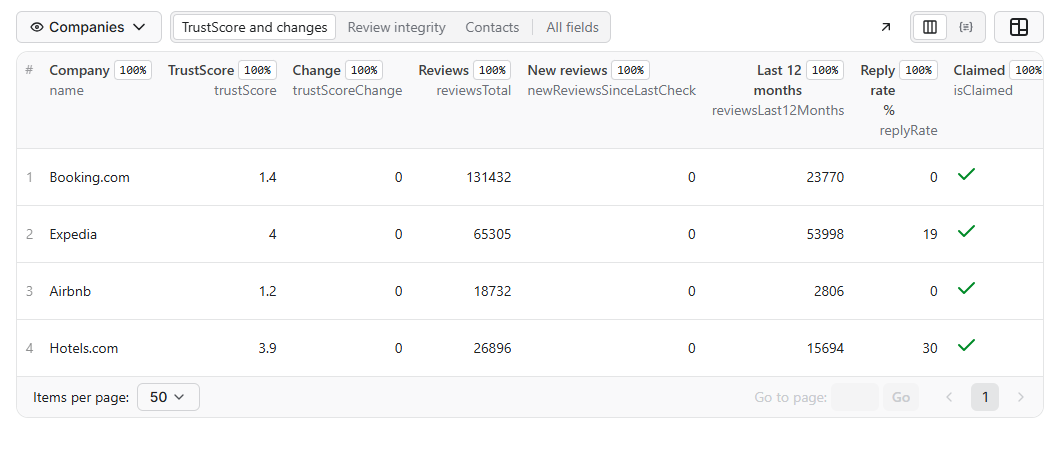 Companies TrustScore and changes Review integrity Contacts All fields
# Company 100% TrustScore 100% Change 100% Reviews 100% New reviews 100% Last 12 months 100% Reply rate % 100% Claimed 100%
name trustScore trustScoreChange reviewsTotal newReviewsSinceLastCheck reviewsLast12Months replyRate isClaimed
1 Booking.com 1.4 0 131432 0 23770 0
2 Expedia 4 0 65305 0 53998 19
3 Airbnb 1.2 0 18732 0 2806 0
4 Hotels.com 3.9 0 26896 0 15694 30
Items per page: 50 Go to page: Go 1